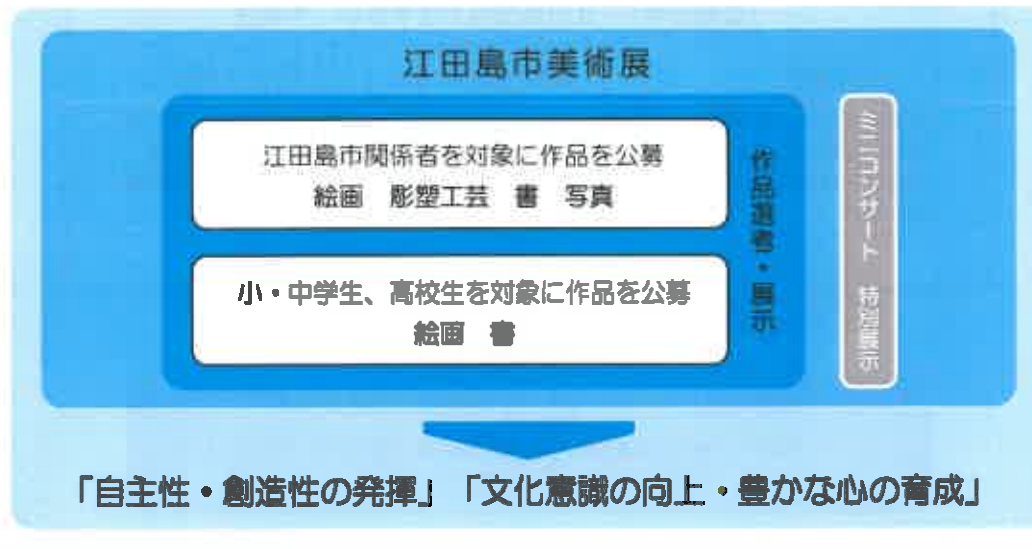 江田島市美術展
江田島市関係者を対象に作品を公募
絵画 彫塑工芸 書 写真
小・中学生、高校生を対象に作品を公募
絵画 書
作品選考・展示
ミニコンサート 特別展示
「自主性・創造性の発揮」「文化意識の向上・豊かな心の育成」